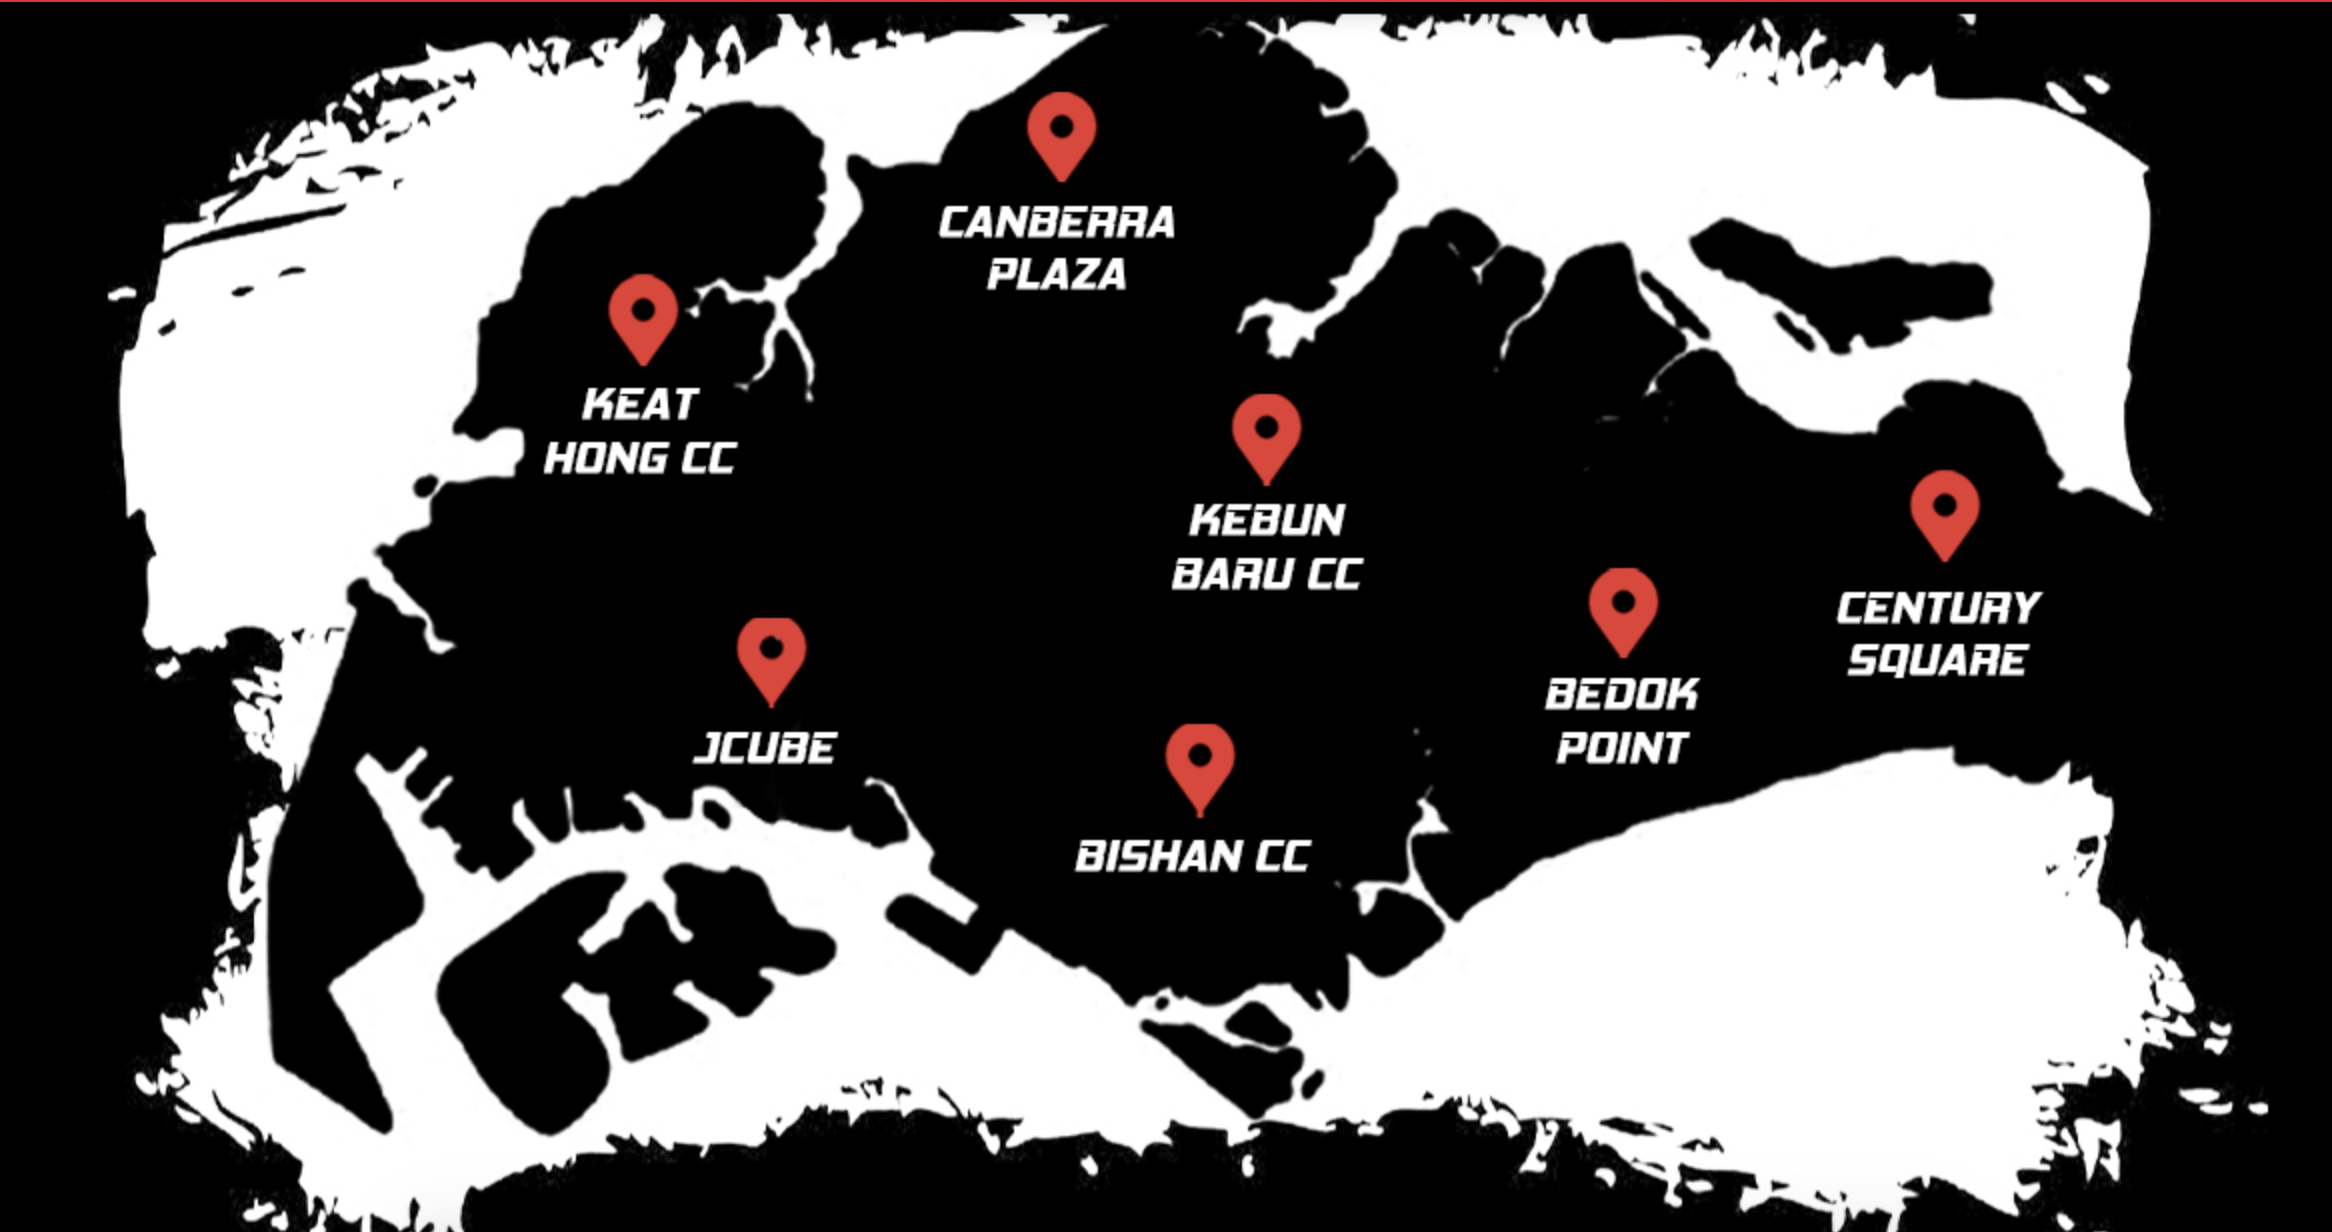 CANBERRA
PLAZA
KEAT
HONG CC
KEBUN
BARU CC
CENTURY
SQUARE
BEDOK
POINT
JCUBE
BISHAN CC